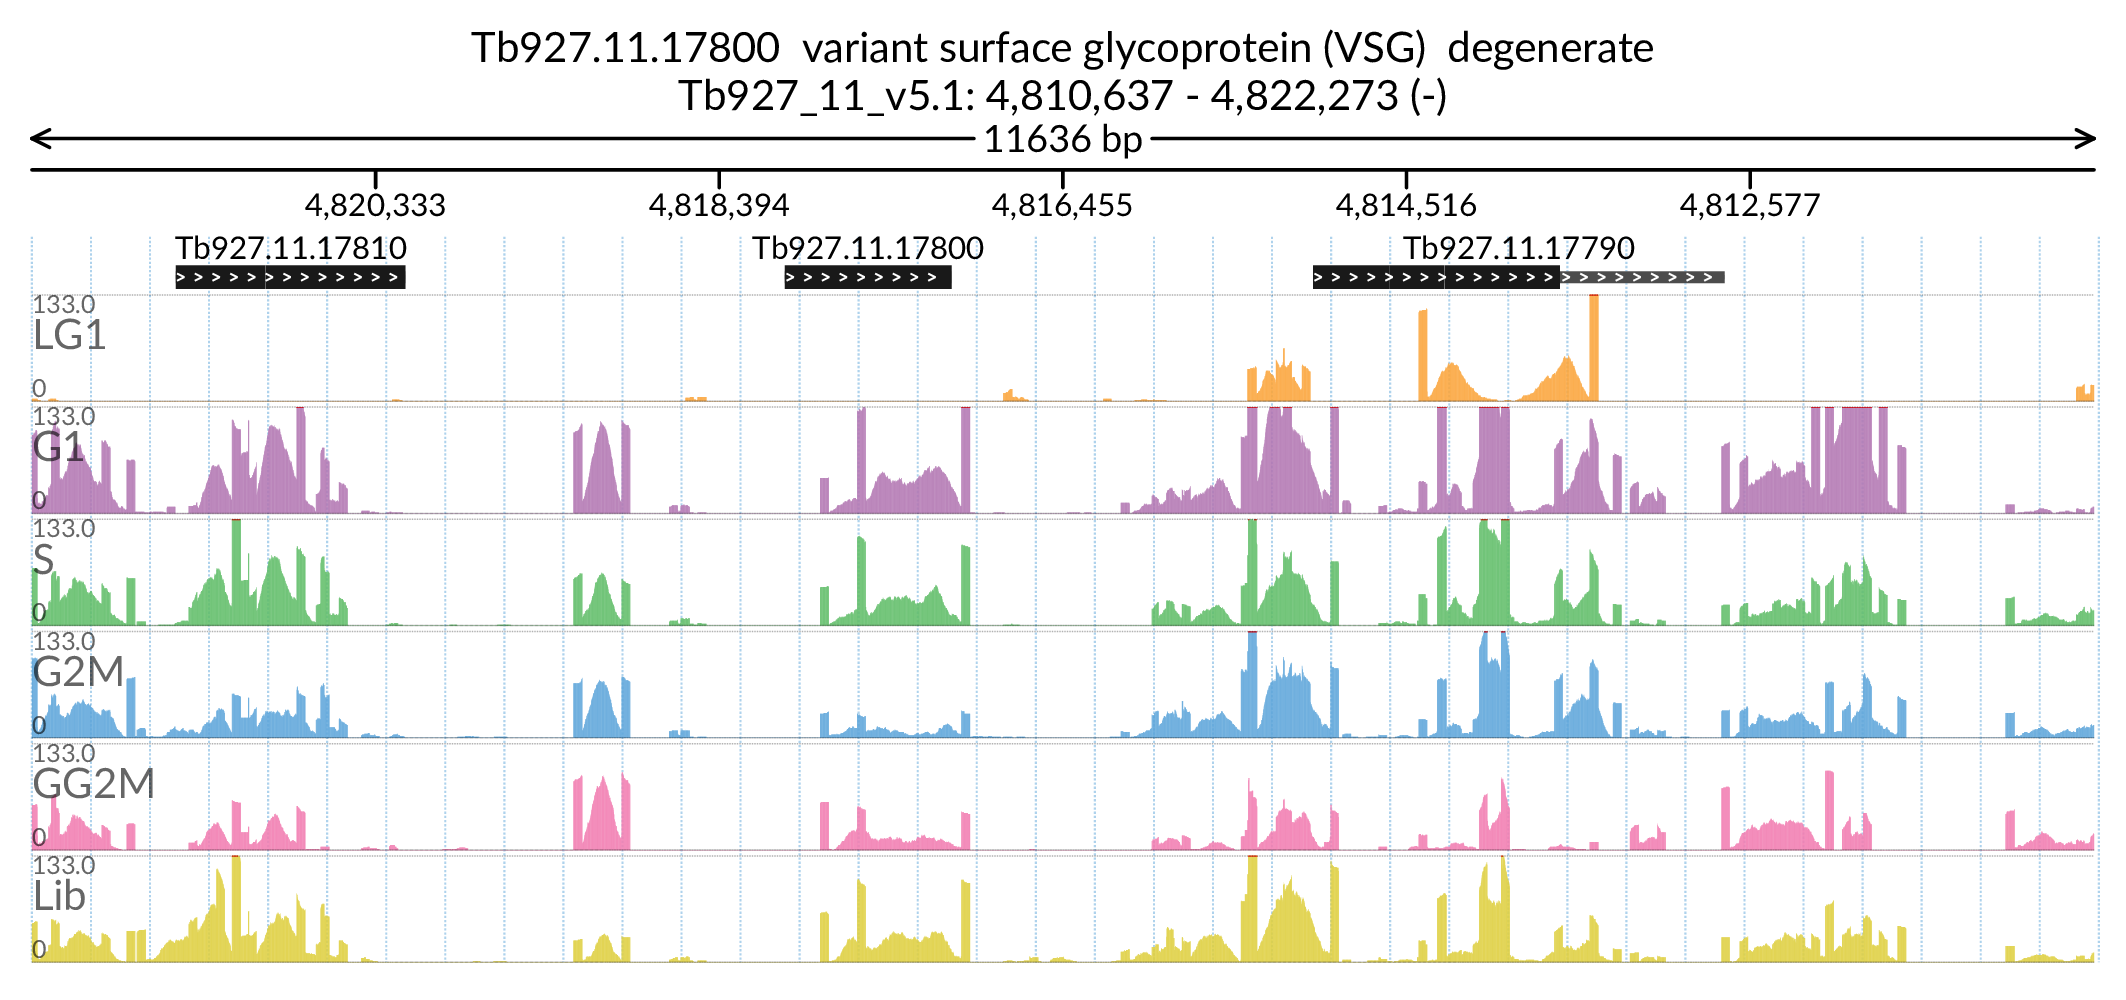 Tb927.11.17800 variant surface glycoprotein (VSG) degenerate
Tb927_11_v5.1: 4,810,637 - 4,822,273 (-)
11636 bp
4,820,333 4,818,394 4,816,455 4,814,516 4,812,577
Tb927.11.17810 Tb927.11.17800 Tb927.11.17790
133.0
LG1
0
133.0
G1
0
133.0
S
0
133.0
G2M
0
133.0
GG2M
0
133.0
Lib
0